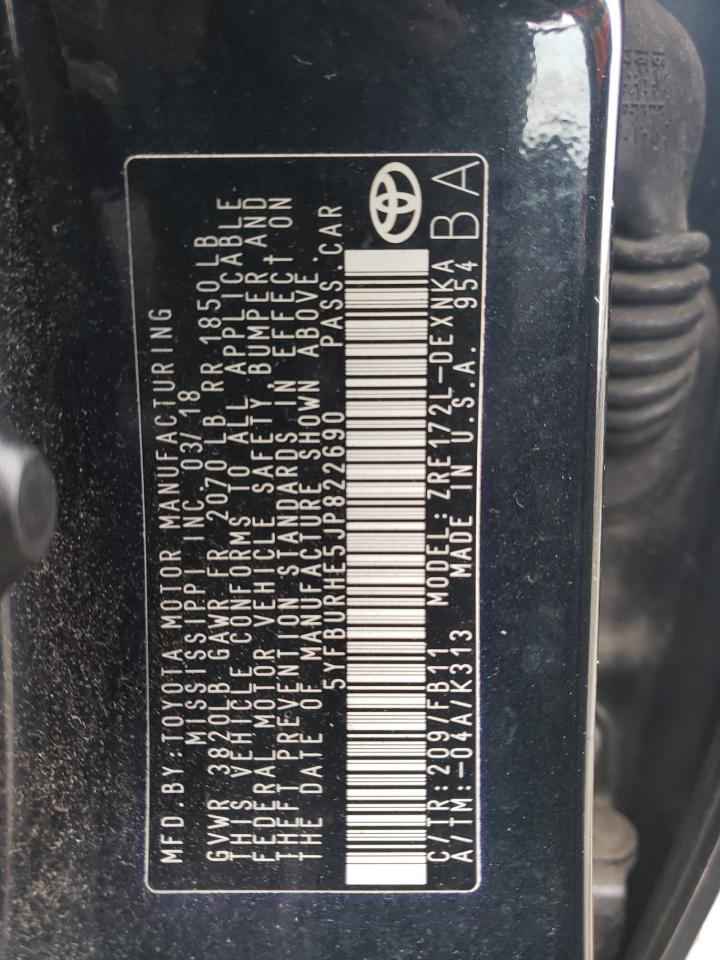 MFD.BY:TOYOTA MOTOR MANUFACTURING
MISSISSIPPI INC.03/18
GVWR 3820LB GAWR FR 2070LB RR 1850LB
THIS VEHICLE CONFORMS TO ALL APPLICABLE
FEDERAL MOTOR VEHICLE SAFETY BUMPER AND
THEFT PREVENTION STANDARDS IN EFFECT ON
THE DATE OF MANUFACTURE SHOWN ABOVE.
5YFBURHE5JP822690 PASS.CAR
C/TR:209/FB11 MODEL:ZRE172L-DEXNKA
A/TM:-04A/K313 MADE IN U.S.A. 954
BA